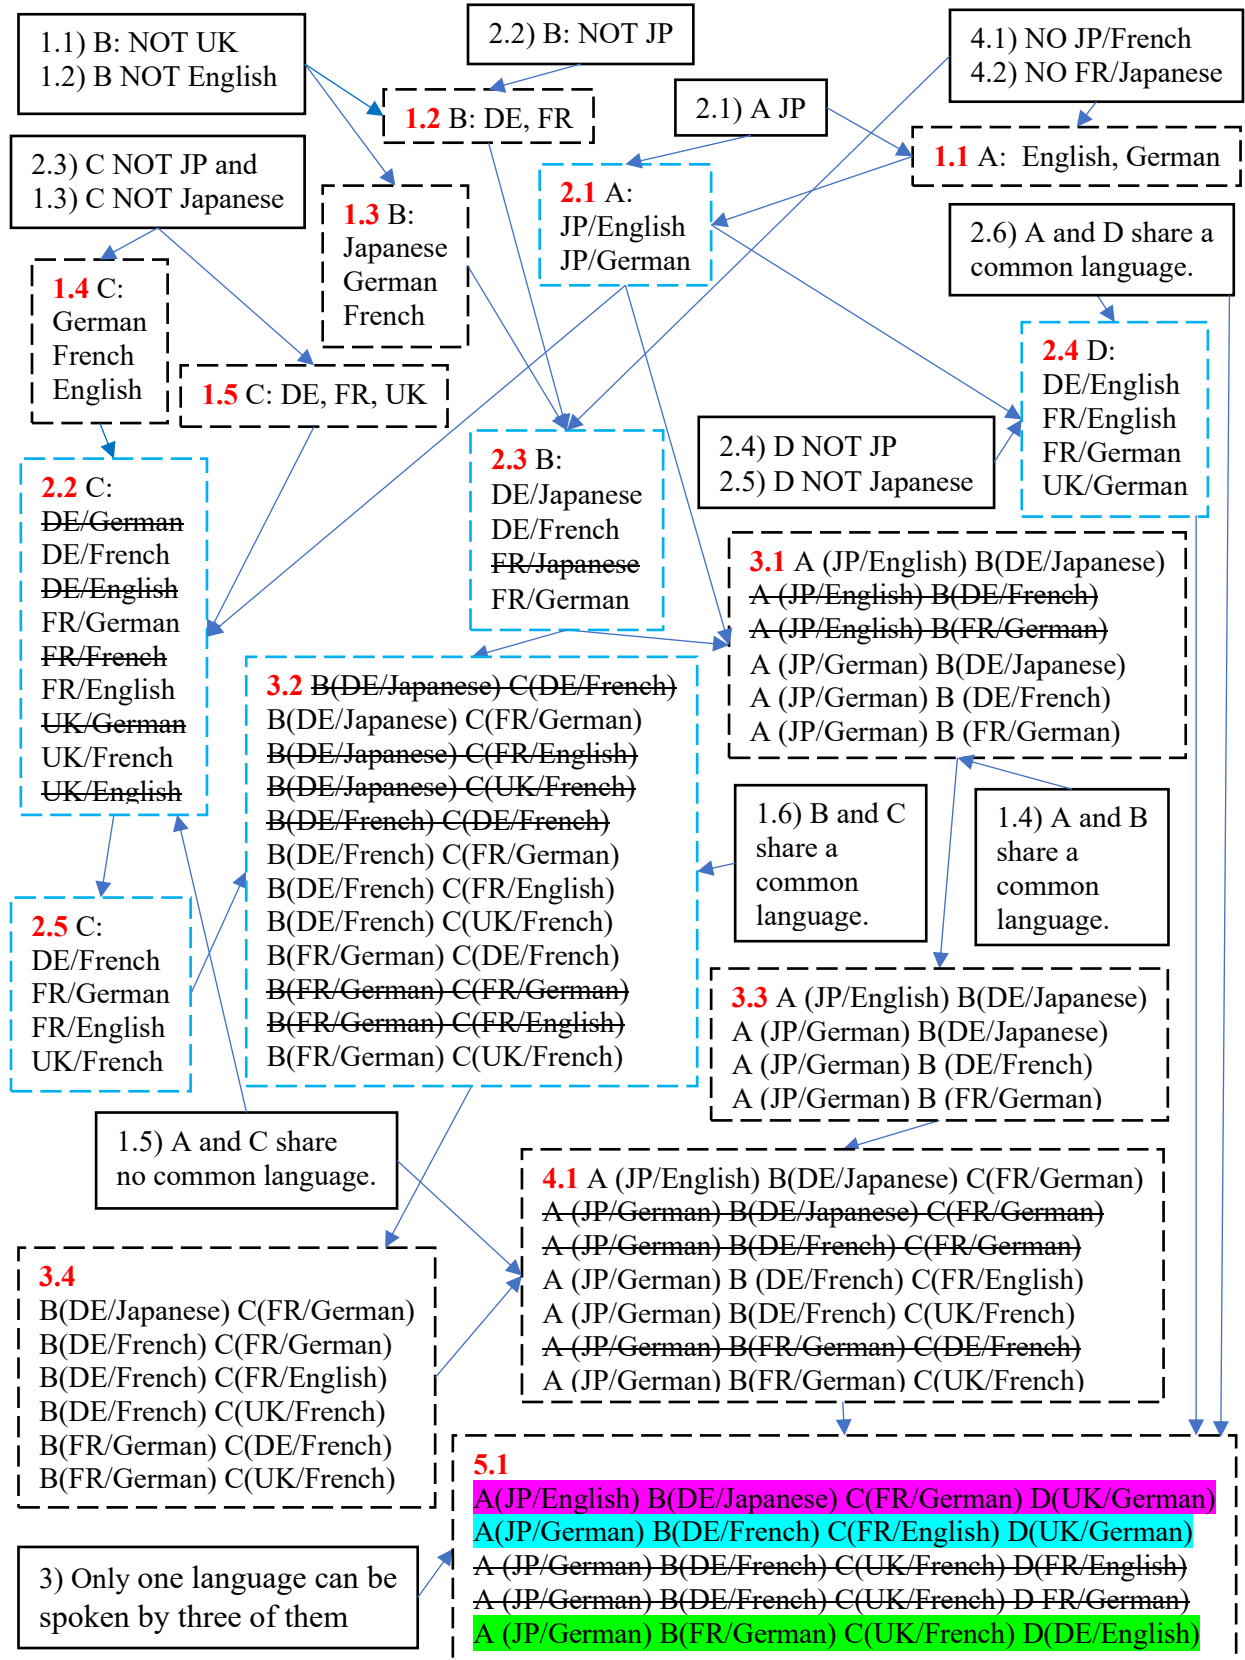 1.1) B: NOT UK
1.2) B NOT English
2.2) B: NOT JP
4.1) NO JP/French
4.2) NO FR/Japanese
2.1) A JP
1.2 B: DE, FR
1.1 A: English, German
2.3) C NOT JP and
1.3) C NOT Japanese
1.3 B:
Japanese
German
French
2.1 A:
JP/English
JP/German
2.6) A and D share a
common language.
1.4 C:
German
French
English
1.5 C: DE, FR, UK
2.4 D:
DE/English
FR/English
FR/German
UK/German
2.4) D NOT JP
2.5) D NOT Japanese
2.2 C:
DE/German
DE/French
DE/English
FR/German
FR/French
FR/English
UK/German
UK/French
UK/English
2.3 B:
DE/Japanese
DE/French
FR/Japanese
FR/German
3.1 A (JP/English) B(DE/Japanese)
A (JP/English) B(DE/French)
A (JP/English) B(FR/German)
A (JP/German) B(DE/Japanese)
A (JP/German) B (DE/French)
A (JP/German) B (FR/German)
3.2 B(DE/Japanese) C(DE/French)
B(DE/Japanese) C(FR/German)
B(DE/Japanese) C(FR/English)
B(DE/Japanese) C(UK/French)
B(DE/French) C(DE/French)
B(DE/French) C(FR/German)
B(DE/French) C(FR/English)
B(DE/French) C(UK/French)
B(FR/German) C(DE/French)
B(FR/German) C(FR/German)
B(FR/German) C(FR/English)
B(FR/German) C(UK/French)
1.6) B and C
share a
common
language.
1.4) A and B
share a
common
language.
2.5 C:
DE/French
FR/German
FR/English
UK/French
3.3 A (JP/English) B(DE/Japanese)
A (JP/German) B(DE/Japanese)
A (JP/German) B (DE/French)
A (JP/German) B (FR/German)
1.5) A and C share
no common language.
4.1 A (JP/English) B(DE/Japanese) C(FR/German)
A (JP/German) B(DE/Japanese) C(FR/German)
A (JP/German) B(DE/French) C(FR/German)
A (JP/German) B (DE/French) C(FR/English)
A (JP/German) B(DE/French) C(UK/French)
A (JP/German) B(FR/German) C(DE/French)
A (JP/German) B(FR/German) C(UK/French)
3.4
B(DE/Japanese) C(FR/German)
B(DE/French) C(FR/German)
B(DE/French) C(FR/English)
B(DE/French) C(UK/French)
B(FR/German) C(DE/French)
B(FR/German) C(UK/French)
5.1
A(JP/English) B(DE/Japanese) C(FR/German) D(UK/German)
A(JP/German) B(DE/French) C(FR/English) D(UK/German)
A (JP/German) B(DE/French) C(UK/French) D(FR/English)
A (JP/German) B(DE/French) C(UK/French) D FR/German)
A (JP/German) B(FR/German) C(UK/French) D(DE/English)
3) Only one language can be
spoken by three of them